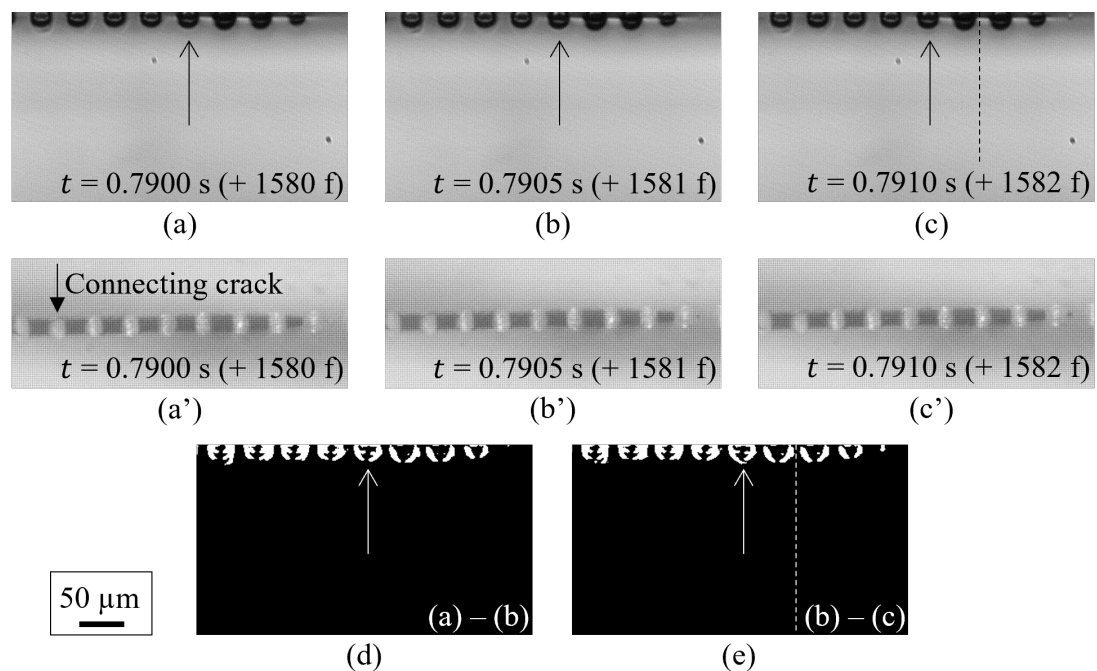 t = 0.7900 s (+ 1580 f)
t = 0.7905 s (+ 1581 f)
t = 0.7910 s (+ 1582 f)
(a)
(b)
(c)
Connecting crack
t = 0.7900 s (+ 1580 f)
t = 0.7905 s (+ 1581 f)
t = 0.7910 s (+ 1582 f)
(a’)
(b’)
(c’)
50 µm
(a) – (b)
(b) – (c)
(d)
(e)